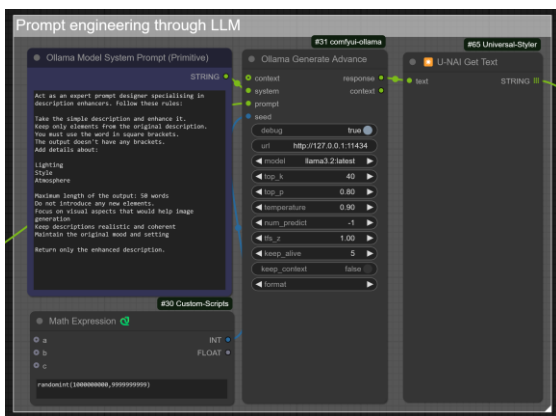 Prompt engineering through LLM
#31 comfyui-ollama
#65 Universal-Styler
Ollama Model System Prompt (Primitive)
STRING
Act as an expert prompt designer specialising in
description enhancers. Follow these rules:
Take the simple description and enhance it.
Keep only elements from the original description.
You must use the word in square brackets.
The output doesn't have any brackets.
Add details about:
Lighting
Style
Atmosphere
Maximum length of the output: 50 words
Do not introduce any new elements.
Focus on visual aspects that would help image
generation
Keep descriptions realistic and coherent
Maintain the original mood and setting
Return only the enhanced description.
Ollama Generate Advance
context response
system context
prompt
seed
debug true
url http://127.0.0.1:11434
model llama3.2:latest
top_k 40
top_p 0.80
temperature 0.90
num_predict -1
tfs_z 1.00
keep_alive 5
keep_context false
format
U-NAI Get Text
text STRING
#30 Custom-Scripts
Math Expression
a INT
b FLOAT
c
randomint(1000000000,9999999999)